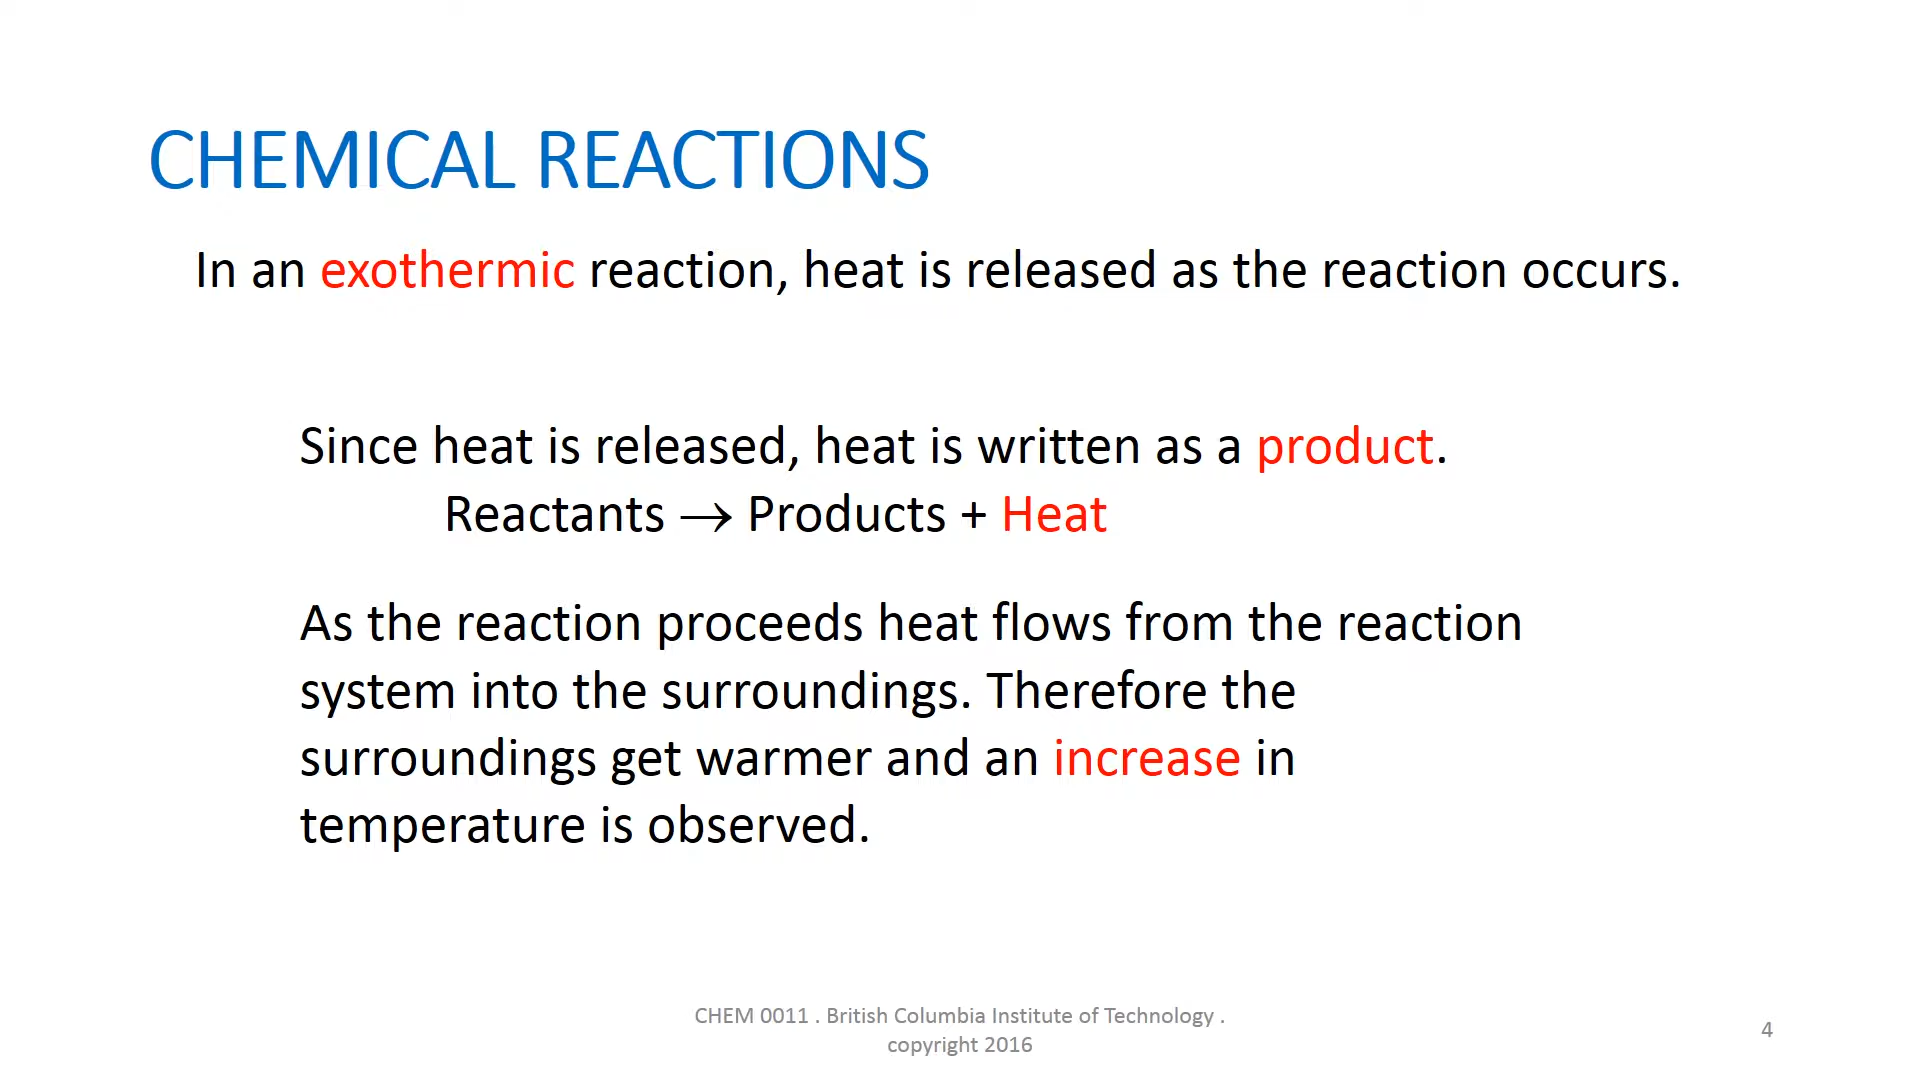 CHEMICAL REACTIONS
In an exothermic reaction, heat is released as the reaction occurs.
Since heat is released, heat is written as a product.
Reactants → Products + Heat
As the reaction proceeds heat flows from the reaction
system into the surroundings. Therefore the
surroundings get warmer and an increase in
temperature is observed.
CHEM 0011 . British Columbia Institute of Technology .
copyright 2016
4